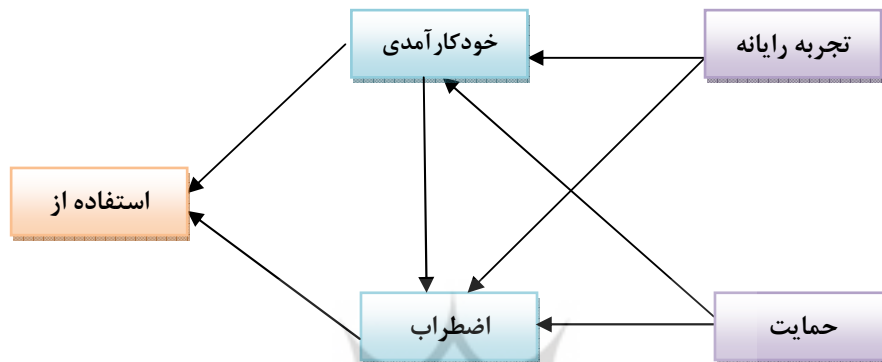 تجربه رایانه
خودکارآمدی
استفاده از
حمایت
اضطراب